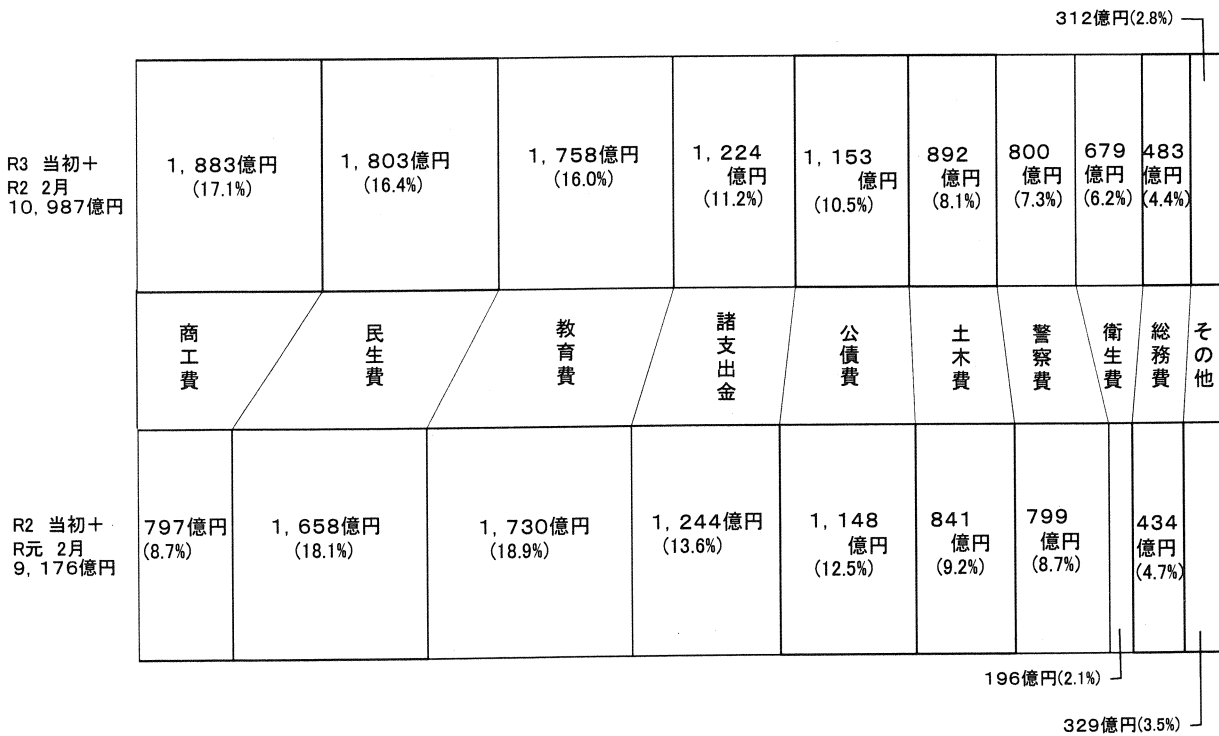 312億円(2.8%)
R3 当初＋
R2 2月
10,987億円
1,883億円
(17.1%)
1,803億円
(16.4%)
1,758億円
(16.0%)
1,224
億円
(11.2%)
1,153
億円
(10.5%)
892
億円
(8.1%)
800
億円
(7.3%)
679
億円
(6.2%)
483
億円
(4.4%)
商工費
民生費
教育費
諸支出金
公債費
土木費
警察費
衛生費
総務費
その他
R2 当初＋
R元 2月
9,176億円
797億円
(8.7%)
1,658億円
(18.1%)
1,730億円
(18.9%)
1,244億円
(13.6%)
1,148
億円
(12.5%)
841
億円
(9.2%)
799
億円
(8.7%)
434
億円
(4.7%)
196億円(2.1%)
329億円(3.5%)